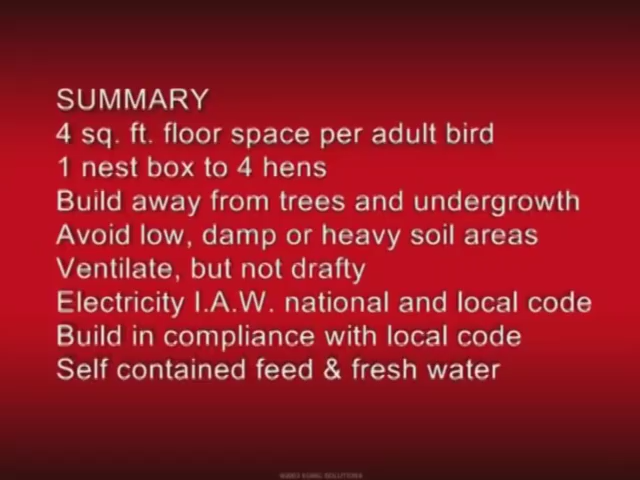 SUMMARY
4 sq. ft. floor space per adult bird
1 nest box to 4 hens
Build away from trees and undergrowth
Avoid low, damp or heavy soil areas
Ventilate, but not drafty
Electricity I.A.W. national and local code
Build in compliance with local code
Self contained feed & fresh water